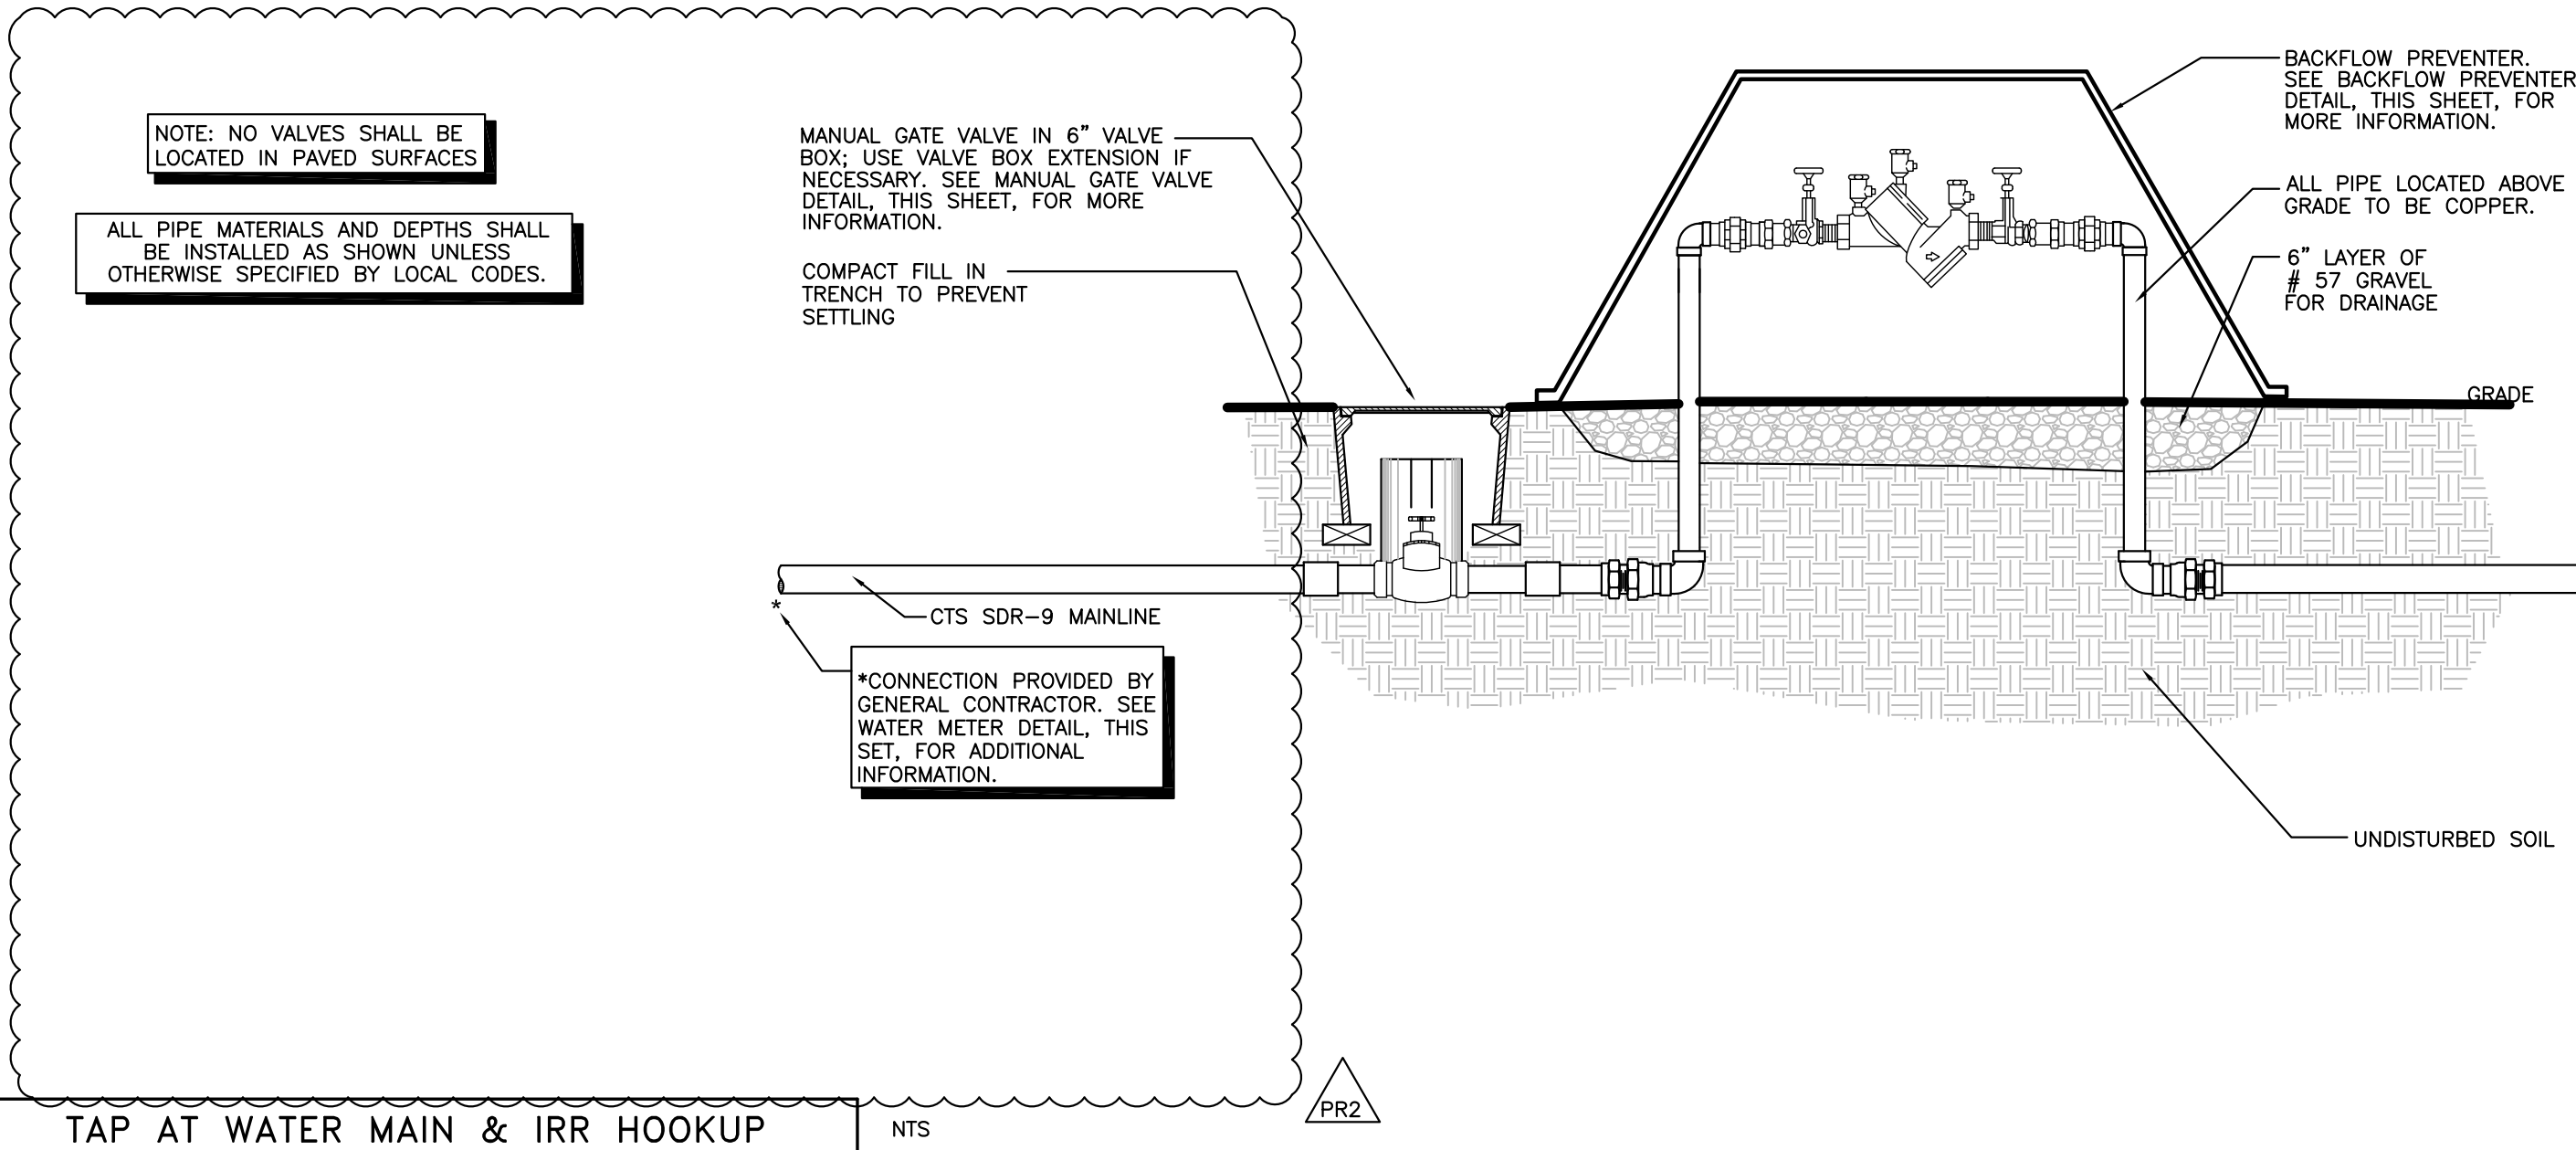 NOTE: NO VALVES SHALL BE
LOCATED IN PAVED SURFACES
ALL PIPE MATERIALS AND DEPTHS SHALL
BE INSTALLED AS SHOWN UNLESS
OTHERWISE SPECIFIED BY LOCAL CODES.
MANUAL GATE VALVE IN 6" VALVE
BOX; USE VALVE BOX EXTENSION IF
NECESSARY. SEE MANUAL GATE VALVE
DETAIL, THIS SHEET, FOR MORE
INFORMATION.
COMPACT FILL IN
TRENCH TO PREVENT
SETTLING
BACKFLOW PREVENTER.
SEE BACKFLOW PREVENTER
DETAIL, THIS SHEET, FOR
MORE INFORMATION.
ALL PIPE LOCATED ABOVE
GRADE TO BE COPPER.
6" LAYER OF
# 57 GRAVEL
FOR DRAINAGE
GRADE
*
CTS SDR-9 MAINLINE
*CONNECTION PROVIDED BY
GENERAL CONTRACTOR. SEE
WATER METER DETAIL, THIS
SET, FOR ADDITIONAL
INFORMATION.
UNDISTURBED SOIL
PR2
TAP AT WATER MAIN & IRR HOOKUP
NTS